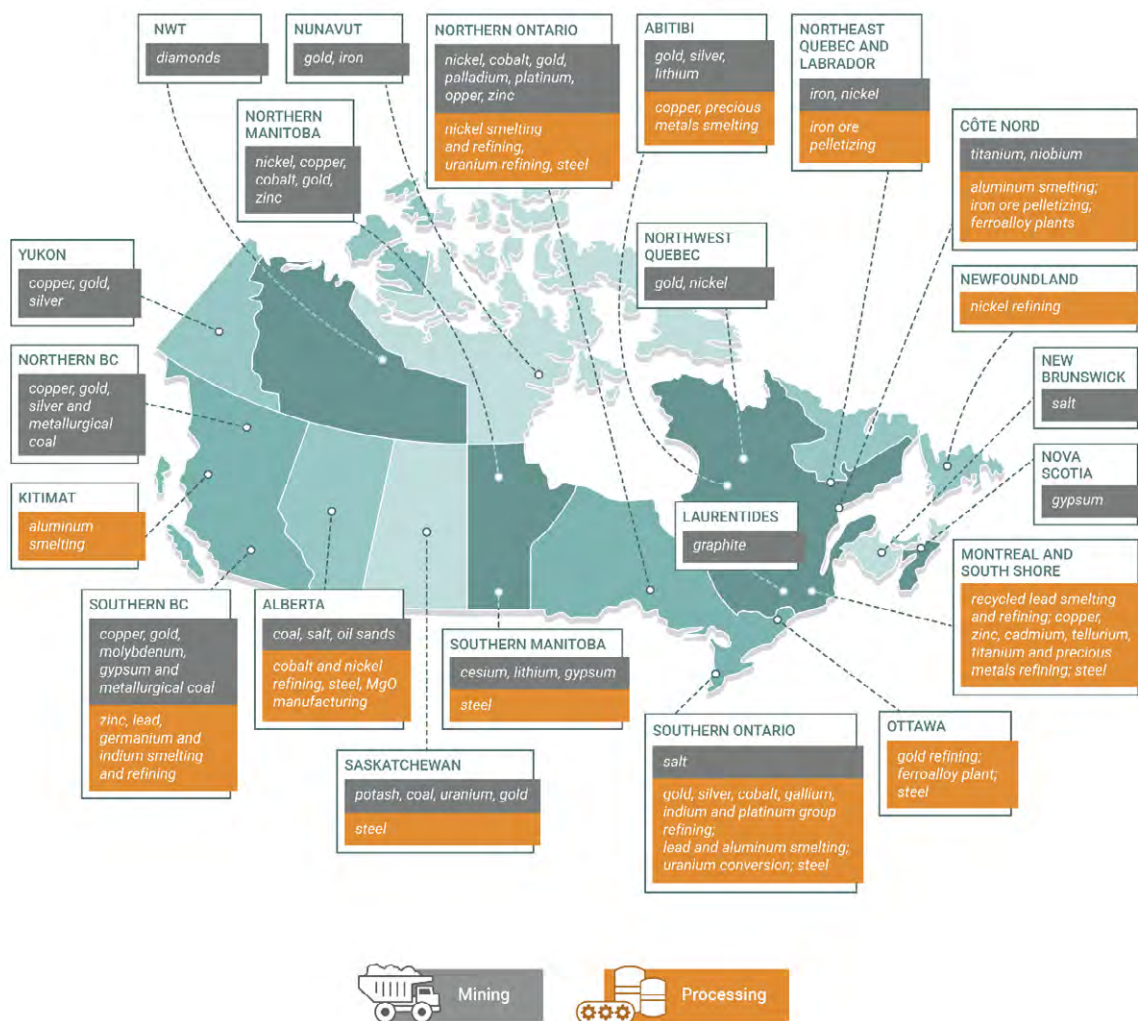 NWT
diamonds
NUNAVUT
gold, iron
NORTHERN ONTARIO
nickel, cobalt, gold,
palladium, platinum,
opper, zinc
nickel smelting
and refining,
uranium refining, steel
ABITIBI
gold, silver,
lithium
copper, precious
metals smelting
NORTHEAST
QUEBEC AND
LABRADOR
iron, nickel
iron ore
pelletizing
NORTHERN
MANITOBA
nickel, copper,
cobalt, gold,
zinc
CÔTE NORD
titanium, niobium
aluminum smelting;
iron ore pelletizing;
ferroalloy plants
YUKON
copper, gold,
silver
NORTHWEST
QUEBEC
gold, nickel
NEWFOUNDLAND
nickel refining
NORTHERN BC
copper, gold,
silver and
metallurgical
coal
NEW
BRUNSWICK
salt
NOVA
SCOTIA
gypsum
KITIMAT
aluminum
smelting
LAURENTIDES
graphite
MONTREAL AND
SOUTH SHORE
recycled lead smelting
and refining; copper,
zinc, cadmium, tellurium,
titanium and precious
metals refining; steel
SOUTHERN BC
copper, gold,
molybdenum,
gypsum and
metallurgical coal
zinc, lead,
germanium and
indium smelting
and refining
ALBERTA
coal, salt, oil sands
cobalt and nickel
refining, steel, MgO
manufacturing
SOUTHERN MANITOBA
cesium, lithium, gypsum
steel
SASKATCHEWAN
potash, coal, uranium, gold
steel
SOUTHERN ONTARIO
salt
gold, silver, cobalt, gallium,
indium and platinum group
refining;
lead and aluminum smelting;
uranium conversion; steel
OTTAWA
gold refining;
ferroalloy plant;
steel
Mining
Processing